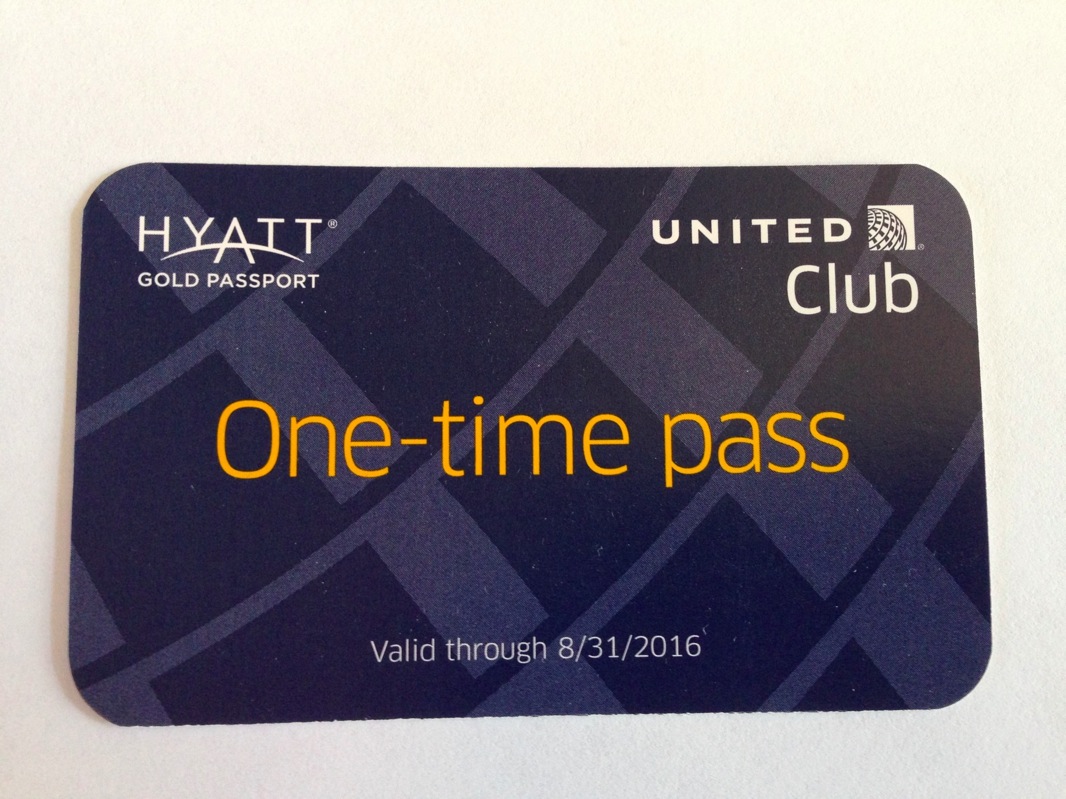 HYATT®
GOLD PASSPORT
UNITED®
Club
One-time pass
Valid through 8/31/2016